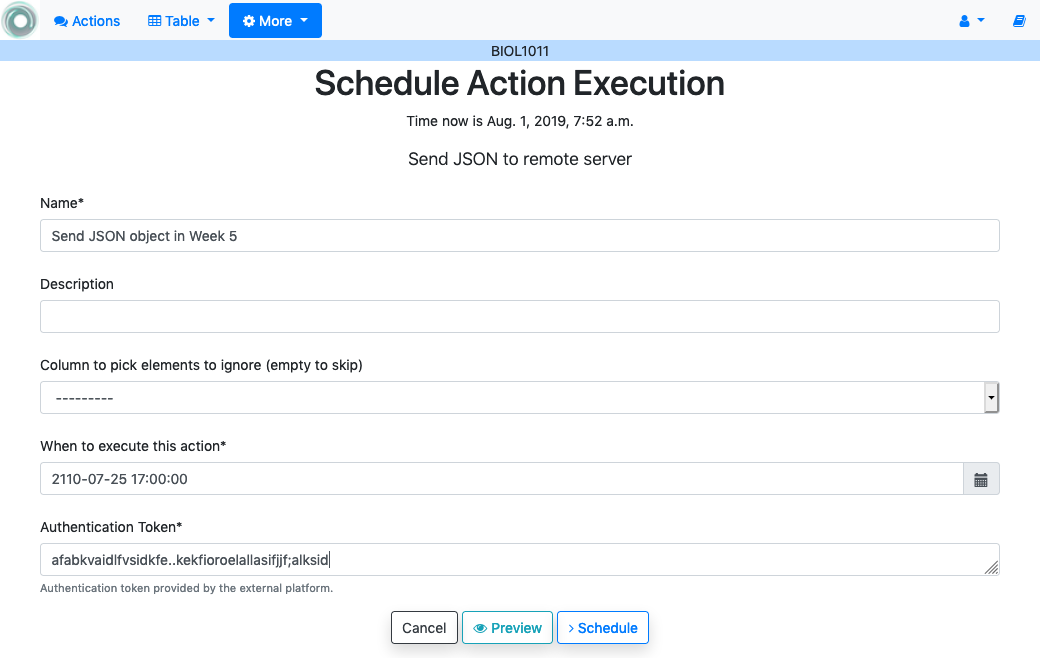 Actions Table More
BIOL1011
Schedule Action Execution
Time now is Aug. 1, 2019, 7:52 a.m.
Send JSON to remote server
Name*
Send JSON object in Week 5
Description
Column to pick elements to ignore (empty to skip)
---------
When to execute this action*
2110-07-25 17:00:00
Authentication Token*
afabkvaidlfvsidkfe..kekfioroelallasifjjf;alksid
Authentication token provided by the external platform.
Cancel Preview Schedule